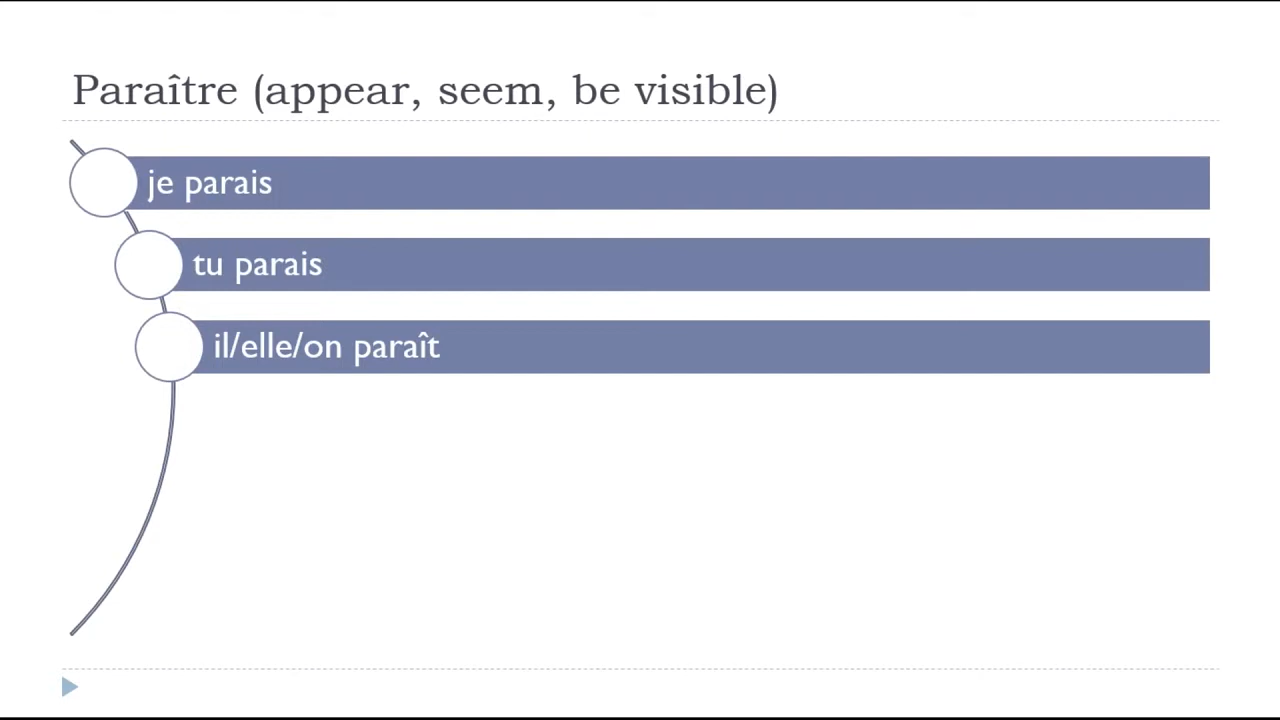 Paraître (appear, seem, be visible)
je parais
tu parais
il/elle/on paraît